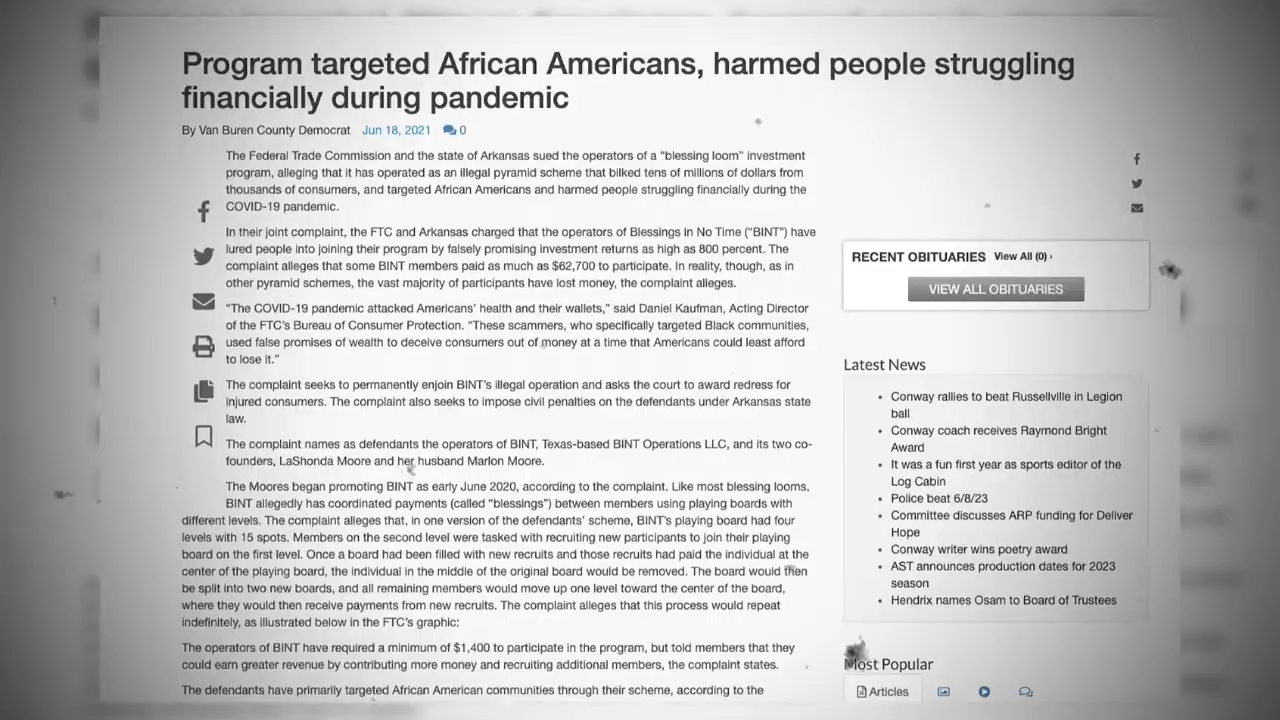 Program targeted African Americans, harmed people struggling
financially during pandemic
By Van Buren County Democrat Jun 18, 2021 0
The Federal Trade Commission and the state of Arkansas sued the operators of a “blessing loom” investment
program, alleging that it has operated as an illegal pyramid scheme that bilked tens of millions of dollars from
thousands of consumers, and targeted African Americans and harmed people struggling financially during the
COVID-19 pandemic.
In their joint complaint, the FTC and Arkansas charged that the operators of Blessings in No Time (“BINT”) have
lured people into joining their program by falsely promising investment returns as high as 800 percent. The
complaint alleges that some BINT members paid as much as $62,700 to participate. In reality, though, as in
other pyramid schemes, the vast majority of participants have lost money, the complaint alleges.
“The COVID-19 pandemic attacked Americans’ health and their wallets,” said Daniel Kaufman, Acting Director
of the FTC’s Bureau of Consumer Protection. “These scammers, who specifically targeted Black communities,
used false promises of wealth to deceive consumers out of money at a time that Americans could least afford
to lose it.”
The complaint seeks to permanently enjoin BINT’s illegal operation and asks the court to award redress for
injured consumers. The complaint also seeks to impose civil penalties on the defendants under Arkansas state
law.
The complaint names as defendants the operators of BINT, Texas-based BINT Operations LLC, and its two co-
founders, LaShonda Moore and her husband Marlon Moore.
The Moores began promoting BINT as early June 2020, according to the complaint. Like most blessing looms,
BINT allegedly has coordinated payments (called “blessings”) between members using playing boards with
different levels. The complaint alleges that, in one version of the defendants’ scheme, BINT’s playing board had four
levels with 15 spots. Members on the second level were tasked with recruiting new participants to join their playing
board on the first level. Once a board had been filled with new recruits and those recruits had paid the individual at the
center of the playing board, the individual in the middle of the original board would be removed. The board would then
be split into two new boards, and all remaining members would move up one level toward the center of the board,
where they would then receive payments from new recruits. The complaint alleges that this process would repeat
indefinitely, as illustrated below in the FTC’s graphic:
The operators of BINT have required a minimum of $1,400 to participate in the program, but told members that they
could earn greater revenue by contributing more money and recruiting additional members, the complaint states.
The defendants have primarily targeted African American communities through their scheme, according to the
RECENT OBITUARIES View All (0) ›
VIEW ALL OBITUARIES
Latest News
Conway rallies to beat Russellville in Legion
ball
Conway coach receives Raymond Bright
Award
It was a fun first year as sports editor of the
Log Cabin
Police beat 6/8/23
Committee discusses ARP funding for Deliver
Hope
Conway writer wins poetry award
AST announces production dates for 2023
season
Hendrix names Osam to Board of Trustees
Most Popular
Articles